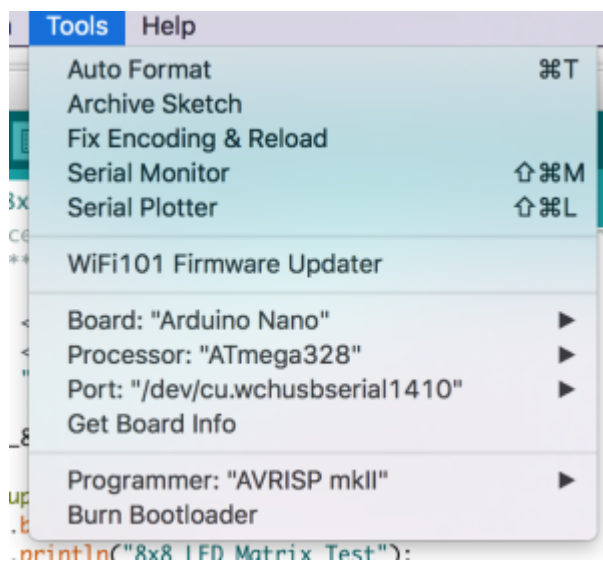 Tools Help
Auto Format ⌘T
Archive Sketch
Fix Encoding & Reload
Serial Monitor ⇧⌘M
Serial Plotter ⇧⌘L
WiFi101 Firmware Updater
Board: "Arduino Nano"
Processor: "ATmega328"
Port: "/dev/cu.wchusbserial1410"
Get Board Info
Programmer: "AVRISP mkII"
Burn Bootloader
.println("8x8 LED Matrix Test");